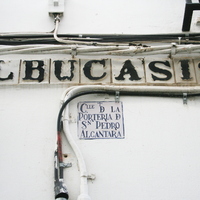 LBUCASI
CLLE D LA
PORTERIA D
SN PEDRO
ALCANTARA